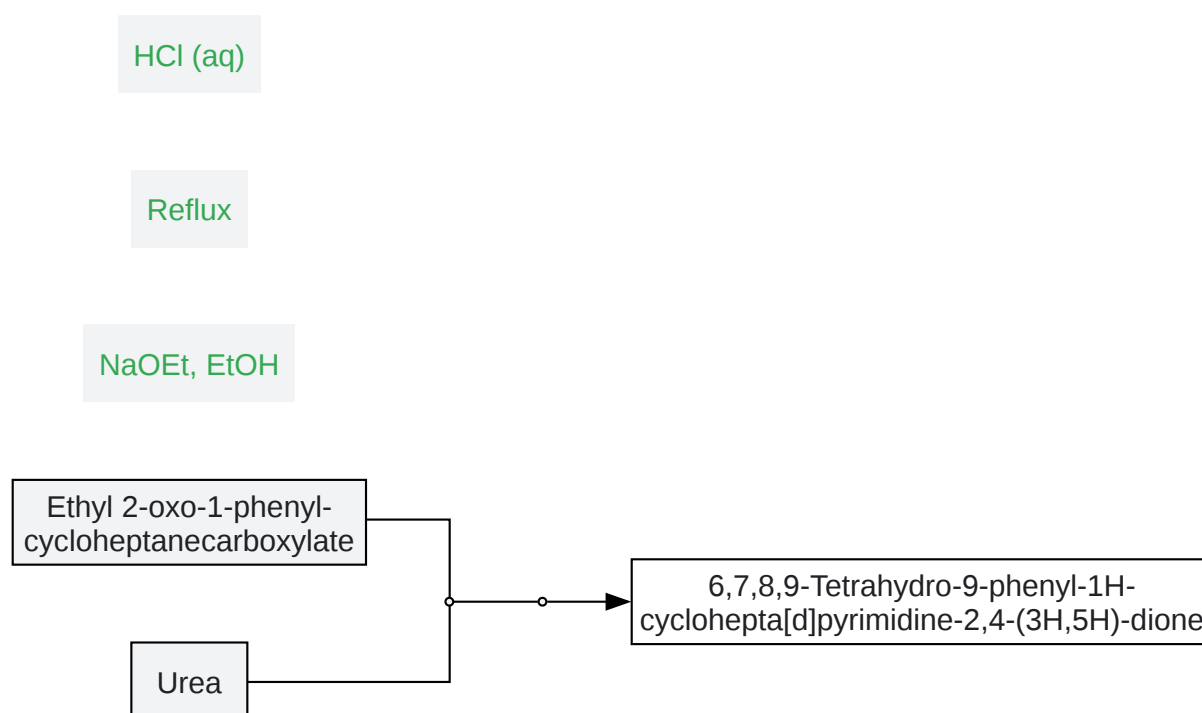 HCl (aq)
Reflux
NaOEt, EtOH
Ethyl 2-oxo-1-phenyl-
cycloheptanecarboxylate
6,7,8,9-Tetrahydro-9-phenyl-1H-
cyclohepta[d]pyrimidine-2,4-(3H,5H)-dione
Urea